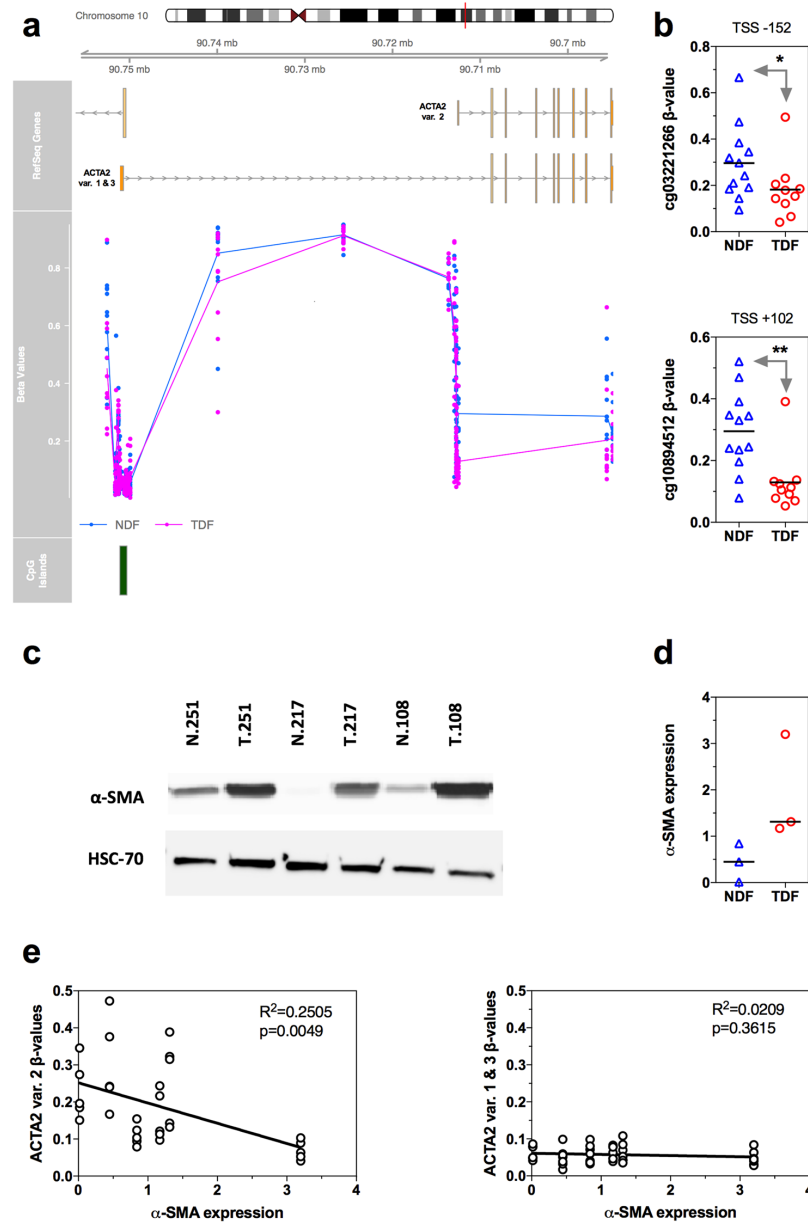 a
Chromosome 10
90.74 mb
90.72 mb
90.7 mb
90.75 mb
90.73 mb
90.71 mb
RefSeq Genes
ACTA2
var. 2
ACTA2
var. 1 & 3
Beta Values
0.8
0.6
0.4
0.2
NDF
TDF
CpG
Islands
b
TSS -152
cg03221266 β-value
0.8
0.6
0.4
0.2
0.0
*
NDF
TDF
TSS +102
cg10894512 β-value
0.6
0.4
0.2
0.0
**
NDF
TDF
c
N.251
T.251
N.217
T.217
N.108
T.108
α-SMA
HSC-70
d
α-SMA expression
4
3
2
1
0
NDF
TDF
e
ACTA2 var. 2 β-values
0.5
0.4
0.3
0.2
0.1
0.0
R²=0.2505
p=0.0049
0
1
2
3
4
α-SMA expression
ACTA2 var. 1 & 3 β-values
0.5
0.4
0.3
0.2
0.1
0.0
R²=0.0209
p=0.3615
0
1
2
3
4
α-SMA expression